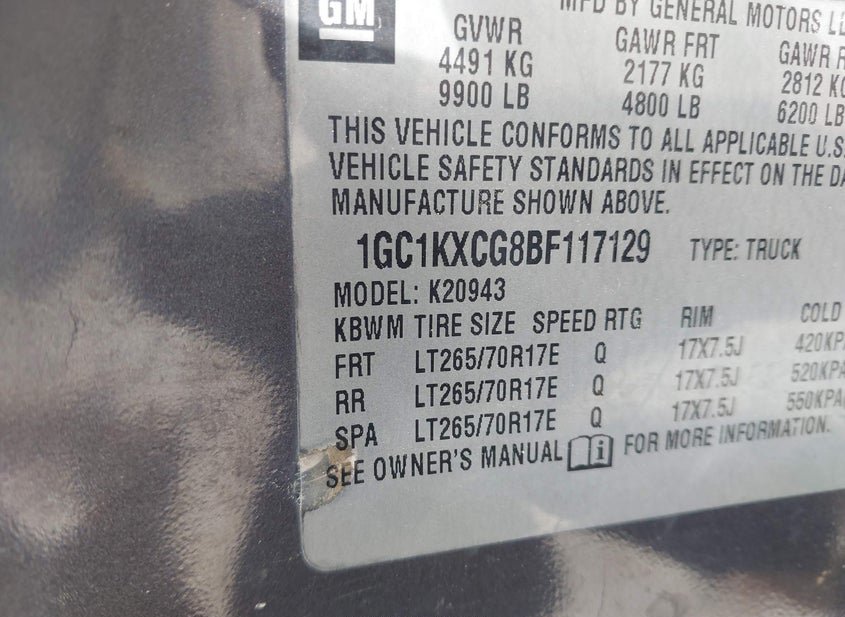 GM
MFD BY GENERAL MOTORS
GVWR GAWR FRT GAWR
4491 KG 2177 KG 2812
9900 LB 4800 LB 6200 LB
THIS VEHICLE CONFORMS TO ALL APPLICABLE U.S.
VEHICLE SAFETY STANDARDS IN EFFECT ON THE
MANUFACTURE SHOWN ABOVE.
1GC1KXCG8BF117129 TYPE: TRUCK
MODEL: K20943
KBWM TIRE SIZE SPEED RTG RIM COLD
FRT LT265/70R17E Q 17X7.5J 420KPA
RR LT265/70R17E Q 17X7.5J 520KPA
SPA LT265/70R17E Q 17X7.5J 550KPA
SEE OWNER'S MANUAL FOR MORE INFORMATION.